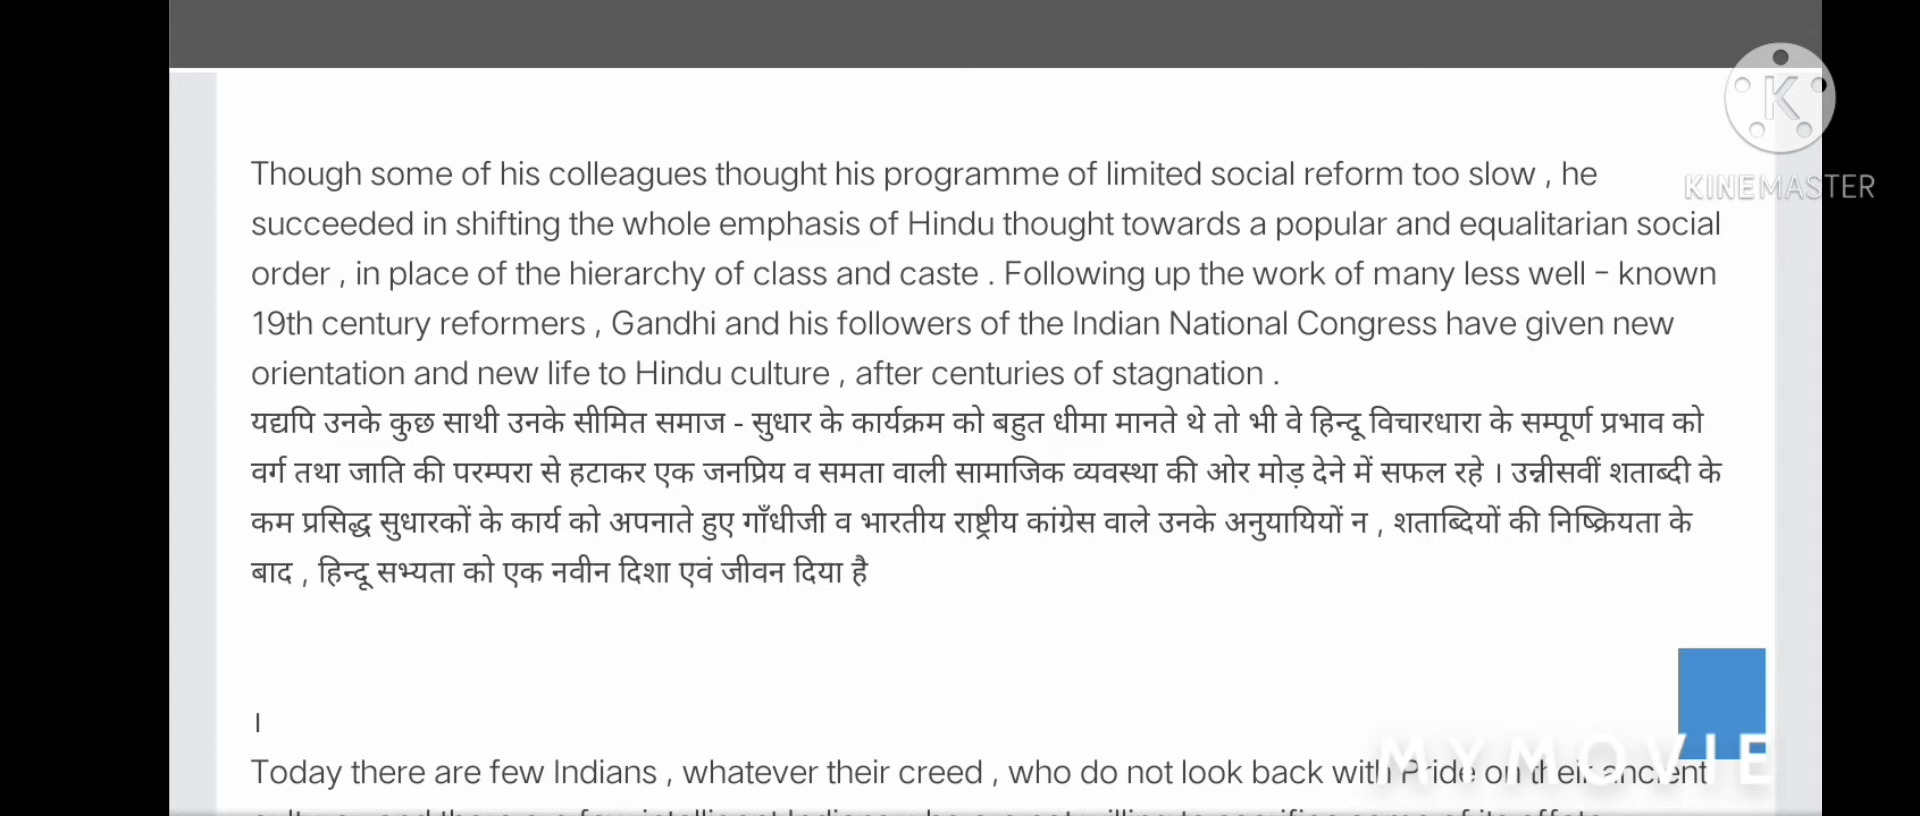 Though some of his colleagues thought his programme of limited social reform too slow , he
succeeded in shifting the whole emphasis of Hindu thought towards a popular and equalitarian social
order , in place of the hierarchy of class and caste . Following up the work of many less well - known
19th century reformers , Gandhi and his followers of the Indian National Congress have given new
orientation and new life to Hindu culture , after centuries of stagnation .
यद्यपि उनके कुछ साथी उनके सीमित समाज - सुधार के कार्यक्रम को बहुत धीमा मानते थे तो भी वे हिन्दू विचारधारा के सम्पूर्ण प्रभाव को
वर्ग तथा जाति की परम्परा से हटाकर एक जनप्रिय व समता वाली सामाजिक व्यवस्था की ओर मोड़ देने में सफल रहे । उन्नीसवीं शताब्दी के
कम प्रसिद्ध सुधारकों के कार्य को अपनाते हुए गाँधीजी व भारतीय राष्ट्रीय कांग्रेस वाले उनके अनुयायियों न , शताब्दियों की निष्क्रियता के
बाद , हिन्दू सभ्यता को एक नवीन दिशा एवं जीवन दिया है
।
Today there are few Indians , whatever their creed , who do not look back with Pride on their ancient
K
KINEMASTER
MYMOVIE